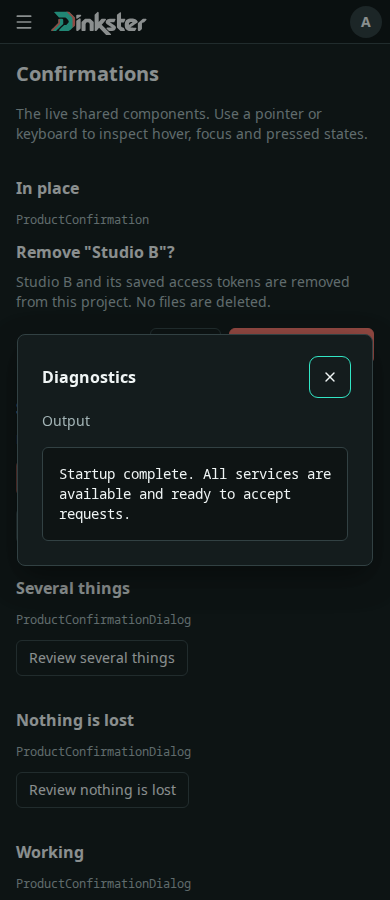 Dinkster
A
Confirmations
The live shared components. Use a pointer or
keyboard to inspect hover, focus and pressed states.
In place
ProductConfirmation
Remove "Studio B"?
Studio B and its saved access tokens are removed
from this project. No files are deleted.
Diagnostics
Output
Startup complete. All services are
available and ready to accept
requests.
Several things
ProductConfirmationDialog
Review several things
Nothing is lost
ProductConfirmationDialog
Review nothing is lost
Working
ProductConfirmationDialog